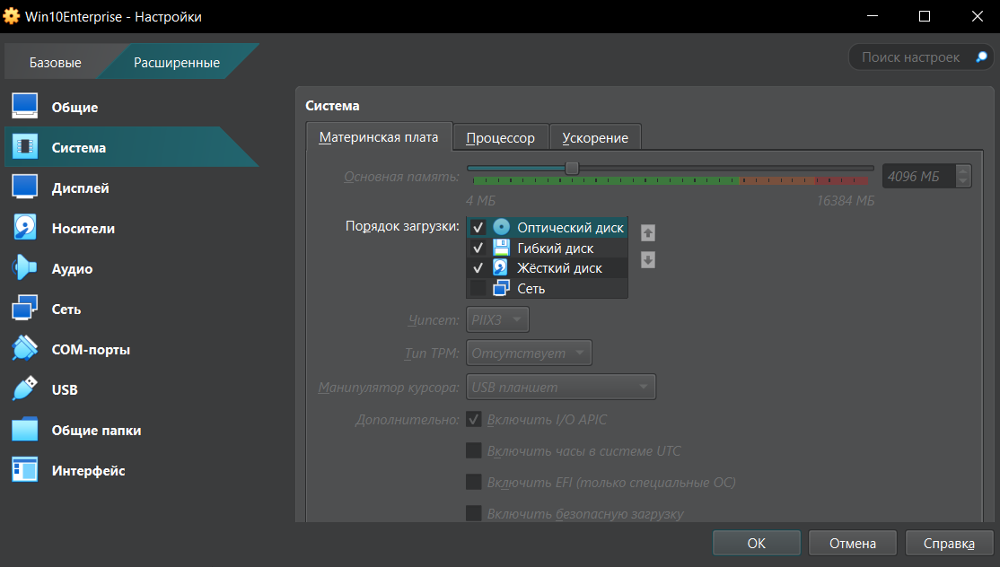 Win10Enterprise - Настройки
Базовые
Расширенные
Поиск настроек
Общие
Система
Дисплей
Носители
Аудио
Сеть
COM-порты
USB
Общие папки
Интерфейс
Система
Материнская плата
Процессор
Ускорение
Основная память:
4096 МБ
4 МБ
16384 МБ
Порядок загрузки:
Оптический диск
Гибкий диск
Жёсткий диск
Сеть
Чипсет:
PIIX3
Тип TPM:
Отсутствует
Манипулятор курсора:
USB планшет
Дополнительно:
Включить I/O APIC
Включить часы в системе UTC
Включить EFI (только специальные ОС)
Включить безопасную загрузку
OK
Отмена
Справка